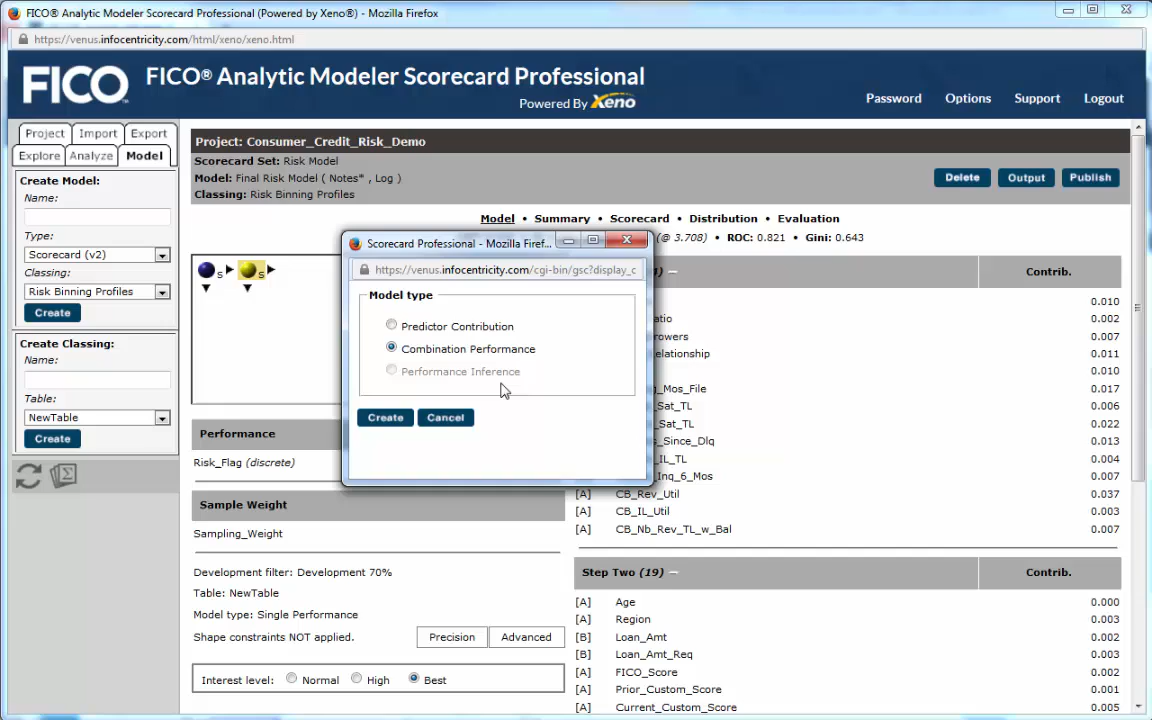 FICO® Analytic Modeler Scorecard Professional (Powered by Xeno®) - Mozilla Firefox
https://venus.infocentricity.com/html/xeno/xeno.html
FICO
FICO® Analytic Modeler Scorecard Professional
Powered By Xeno
Password Options Support Logout
Project Import Export
Explore Analyze Model
Create Model:
Name:
Type:
Scorecard (v2)
Classing:
Risk Binning Profiles
Create
Create Classing:
Name:
Table:
NewTable
Create
Project: Consumer_Credit_Risk_Demo
Scorecard Set: Risk Model
Model: Final Risk Model ( Notes* , Log )
Classing: Risk Binning Profiles
Delete Output Publish
Model • Summary • Scorecard • Distribution • Evaluation
(@ 3.708) • ROC: 0.821 • Gini: 0.643
s s
Scorecard Professional - Mozilla Firef...
https://venus.infocentricity.com/cgi-bin/gsc?display_c
Model type
Predictor Contribution
Combination Performance
Performance Inference
Create Cancel
Performance
Risk_Flag (discrete)
Sample Weight
Sampling_Weight
Development filter: Development 70%
Table: NewTable
Model type: Single Performance
Shape constraints NOT applied.
Precision Advanced
Interest level: Normal High Best
) — Contrib.
0.010
atio 0.002
rowers 0.007
elationship 0.011
0.010
_Mos_File 0.017
_Sat_TL 0.006
_Sat_TL 0.022
s_Since_Dlq 0.013
_IL_TL 0.004
Inq_6_Mos 0.007
[A] CB_Rev_Util 0.037
[A] CB_IL_Util 0.003
[A] CB_Nb_Rev_TL_w_Bal 0.007
Step Two (19) — Contrib.
[A] Age 0.000
[A] Region 0.003
[B] Loan_Amt 0.002
[B] Loan_Amt_Req 0.003
[C] FICO_Score 0.002
[A] Prior_Custom_Score 0.001
[A] Current_Custom_Score 0.005